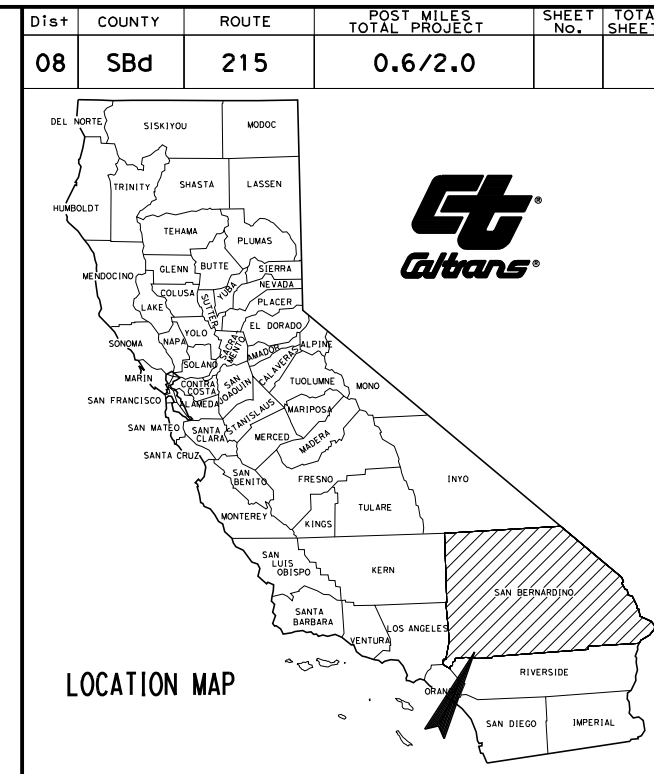 Dist COUNTY ROUTE POST MILES TOTAL PROJECT SHEET No.
08 SBd 215 0.6/2.0
DEL NORTE
SISKIYOU
MODOC
HUMBOLDT
TRINITY
SHASTA
LASSEN
Ct®
Caltrans®
TEHAMA
PLUMAS
MENDOCINO
GLENN
BUTTE
SIERRA
COLUSA
SUTTER
YUBA
NEVADA
LAKE
PLACER
SONOMA
NAPA
YOLO
SACRA-
MENTO
EL DORADO
ALPINE
AMADOR
SOLANO
MARIN
CALAVERAS
CONTRA
COSTA
SAN
JOAQUIN
TUOLUMNE
MONO
SAN FRANCISCO
ALAMEDA
STANISLAUS
MARIPOSA
SAN MATEO
SANTA
CLARA
MERCED
MADERA
SANTA CRUZ
SAN
BENITO
FRESNO
INYO
MONTEREY
KINGS
TULARE
SAN
LUIS
OBISPO
KERN
SAN BERNARDINO
SANTA
BARBARA
VENTURA
LOS ANGELES
RIVERSIDE
SAN DIEGO
IMPERIAL
LOCATION MAP